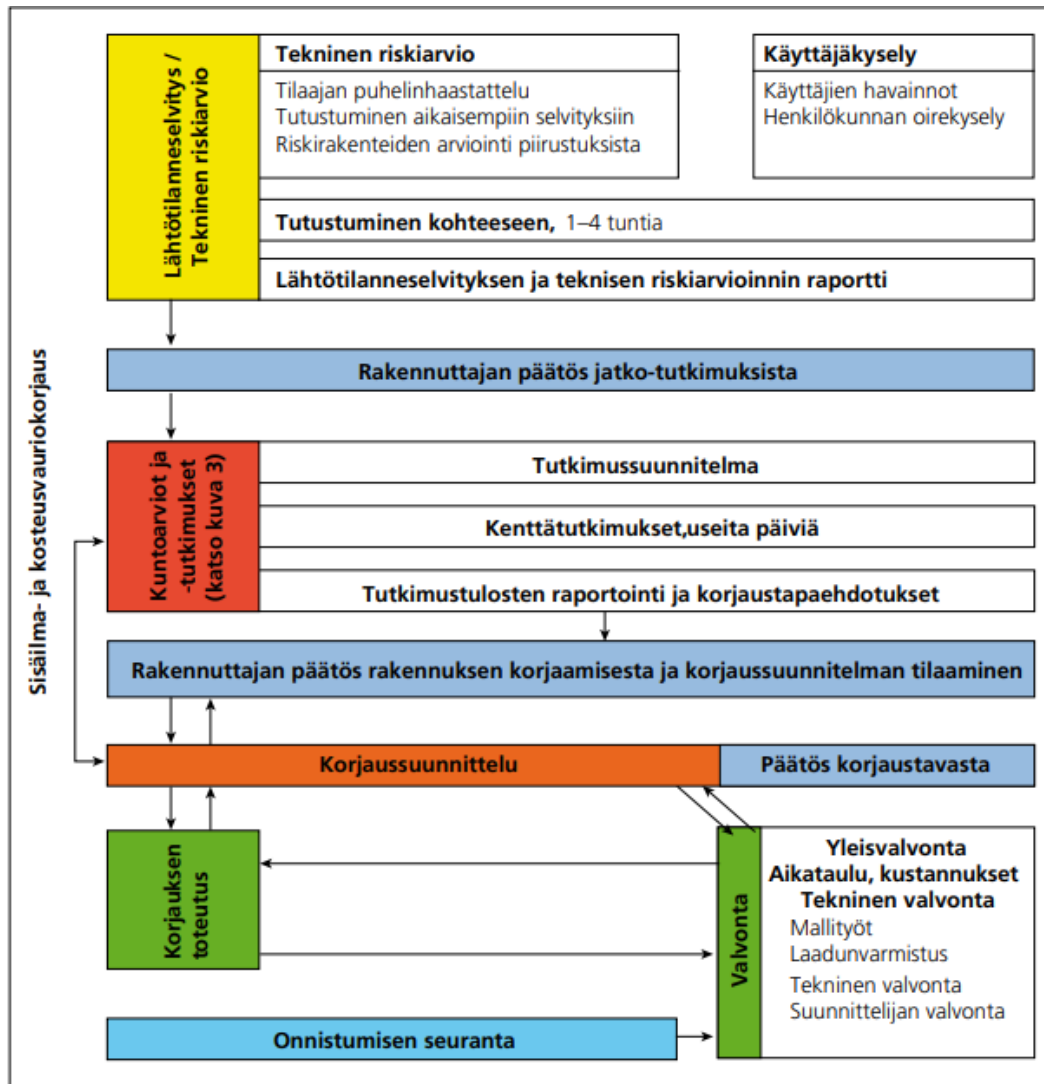 Sisäilma- ja kosteusvauriokorjaus
Lähtötilanneselvitys /
Tekninen riskiarvio
Tekninen riskiarvio
Tilaajan puhelinhaastattelu
Tutustuminen aikaisempiin selvityksiin
Riskirakenteiden arviointi piirustuksista
Käyttäjäkysely
Käyttäjien havainnot
Henkilökunnan oirekysely
Tutustuminen kohteeseen, 1–4 tuntia
Lähtötilanneselvityksen ja teknisen riskiarvioinnin raportti
Rakennuttajan päätös jatko-tutkimuksista
Kuntoarviot ja
-tutkimukset
(katso kuva 3)
Tutkimussuunnitelma
Kenttätutkimukset,useita päiviä
Tutkimustulosten raportointi ja korjaustapaehdotukset
Rakennuttajan päätös rakennuksen korjaamisesta ja korjaussuunnitelman tilaaminen
Korjaussuunnittelu
Päätös korjaustavasta
Korjauksen
toteutus
Valvonta
Yleisvalvonta
Aikataulu, kustannukset
Tekninen valvonta
Mallityöt
Laadunvarmistus
Tekninen valvonta
Suunnittelijan valvonta
Onnistumisen seuranta